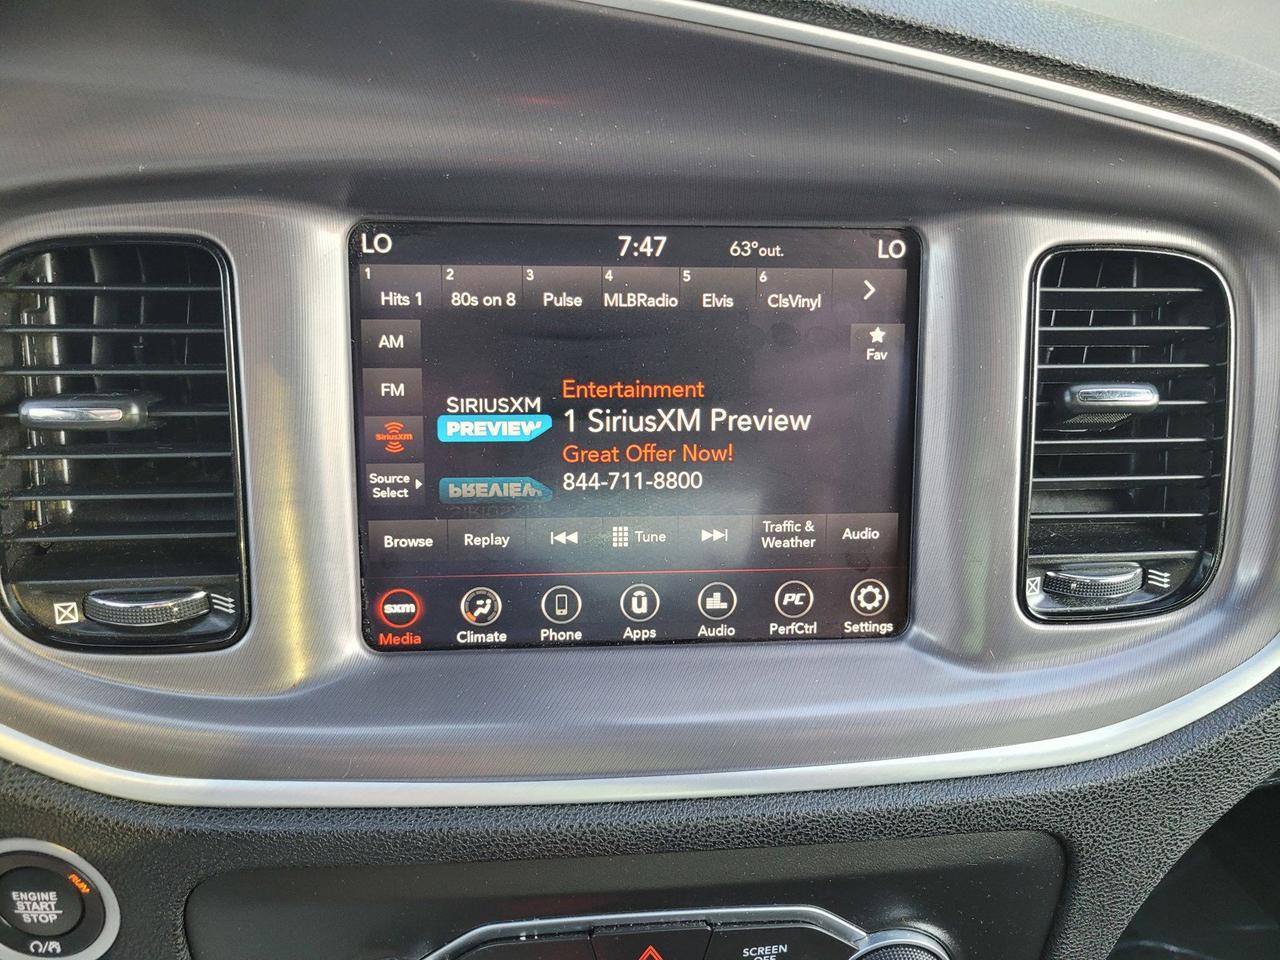 LO 7:47 63°out. LO
1 2 3 4 5 6
Hits 1 80s on 8 Pulse MLBRadio Elvis ClsVinyl
AM
Fav
FM
SIRIUSXM
PREVIEW
Entertainment
1 SiriusXM Preview
Great Offer Now!
844-711-8800
SiriusXM
Source
Select
PREVIEW
SIRIUSXM
Browse Replay Tune Traffic &
Weather Audio
sxm PC
Media Climate Phone Apps Audio PerfCtrl Settings
RUN
ENGINE
START
STOP
SCREEN
OFF